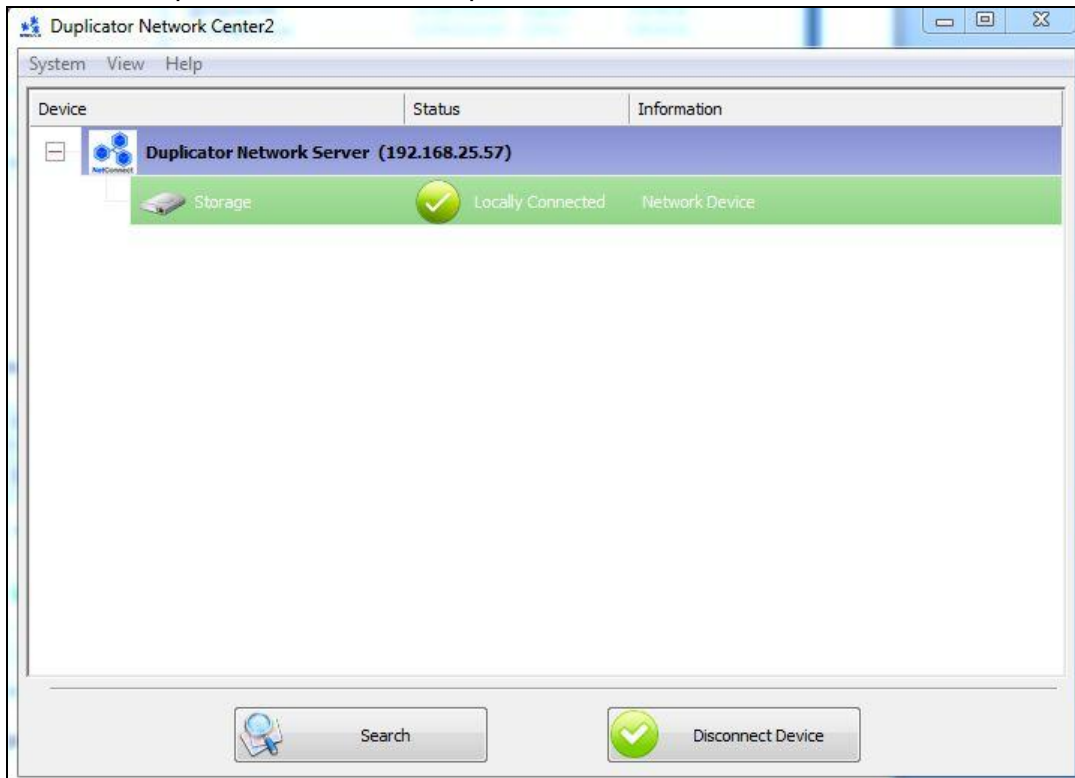 Duplicator Network Center2
System View Help
Device Status Information
NetConnect
Duplicator Network Server (192.168.25.57)
Storage Locally Connected Network Device
Search Disconnect Device